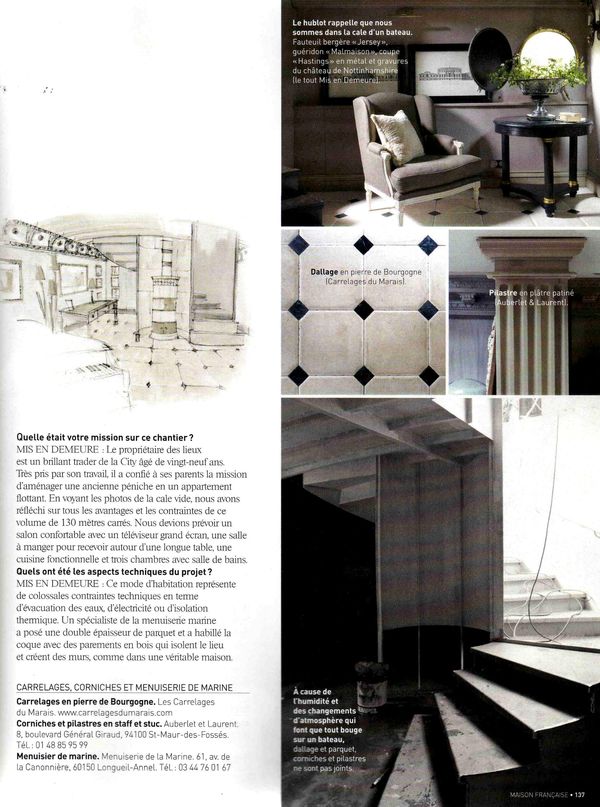 Le hublot rappelle que nous
sommes dans la cale d'un bateau.
Fauteuil bergère «Jersey»,
guéridon «Malmaison», coupe
«Hastings» en métal et gravures
du château de Nottinhamshire
(le tout Mis en Demeure).
Dallage en pierre de Bourgogne
(Carrelages du Marais).
Pilastre en plâtre patiné
(Auberlet & Laurent).
Quelle était votre mission sur ce chantier ?
MIS EN DEMEURE : Le propriétaire des lieux
est un brillant trader de la City âgé de vingt-neuf ans.
Très pris par son travail, il a confié à ses parents la mission
d'aménager une ancienne péniche en un appartement
flottant. En voyant les photos de la cale vide, nous avons
réfléchi sur tous les avantages et les contraintes de ce
volume de 130 mètres carrés. Nous devions prévoir un
salon confortable avec un téléviseur grand écran, une salle
à manger pour recevoir autour d'une longue table, une
cuisine fonctionnelle et trois chambres avec salle de bains.
Quels ont été les aspects techniques du projet ?
MIS EN DEMEURE : Ce mode d'habitation représente
de colossales contraintes techniques en terme
d'évacuation des eaux, d'électricité ou d'isolation
thermique. Un spécialiste de la menuiserie marine
a posé une double épaisseur de parquet et a habillé la
coque avec des parements en bois qui isolent le lieu
et créent des murs, comme dans une véritable maison.
CARRELAGES, CORNICHES ET MENUISERIE DE MARINE
Carrelages en pierre de Bourgogne. Les Carrelages
du Marais. www.carrelagesdumarais.com
Corniches et pilastres en staff et stuc. Auberlet et Laurent.
8, boulevard Général Giraud, 94100 St-Maur-des-Fossés.
Tél. : 01 48 85 95 99
Menuisier de marine. Menuiserie de la Marine. 61, av. de
la Canonnière, 60150 Longueil-Annel. Tél : 03 44 76 01 67
À cause de
l'humidité et
des changements
d'atmosphère qui
font que tout bouge
sur un bateau,
dallage et parquet,
corniches et pilastres
ne sont pas joints.
MAISON FRANÇAISE • 137